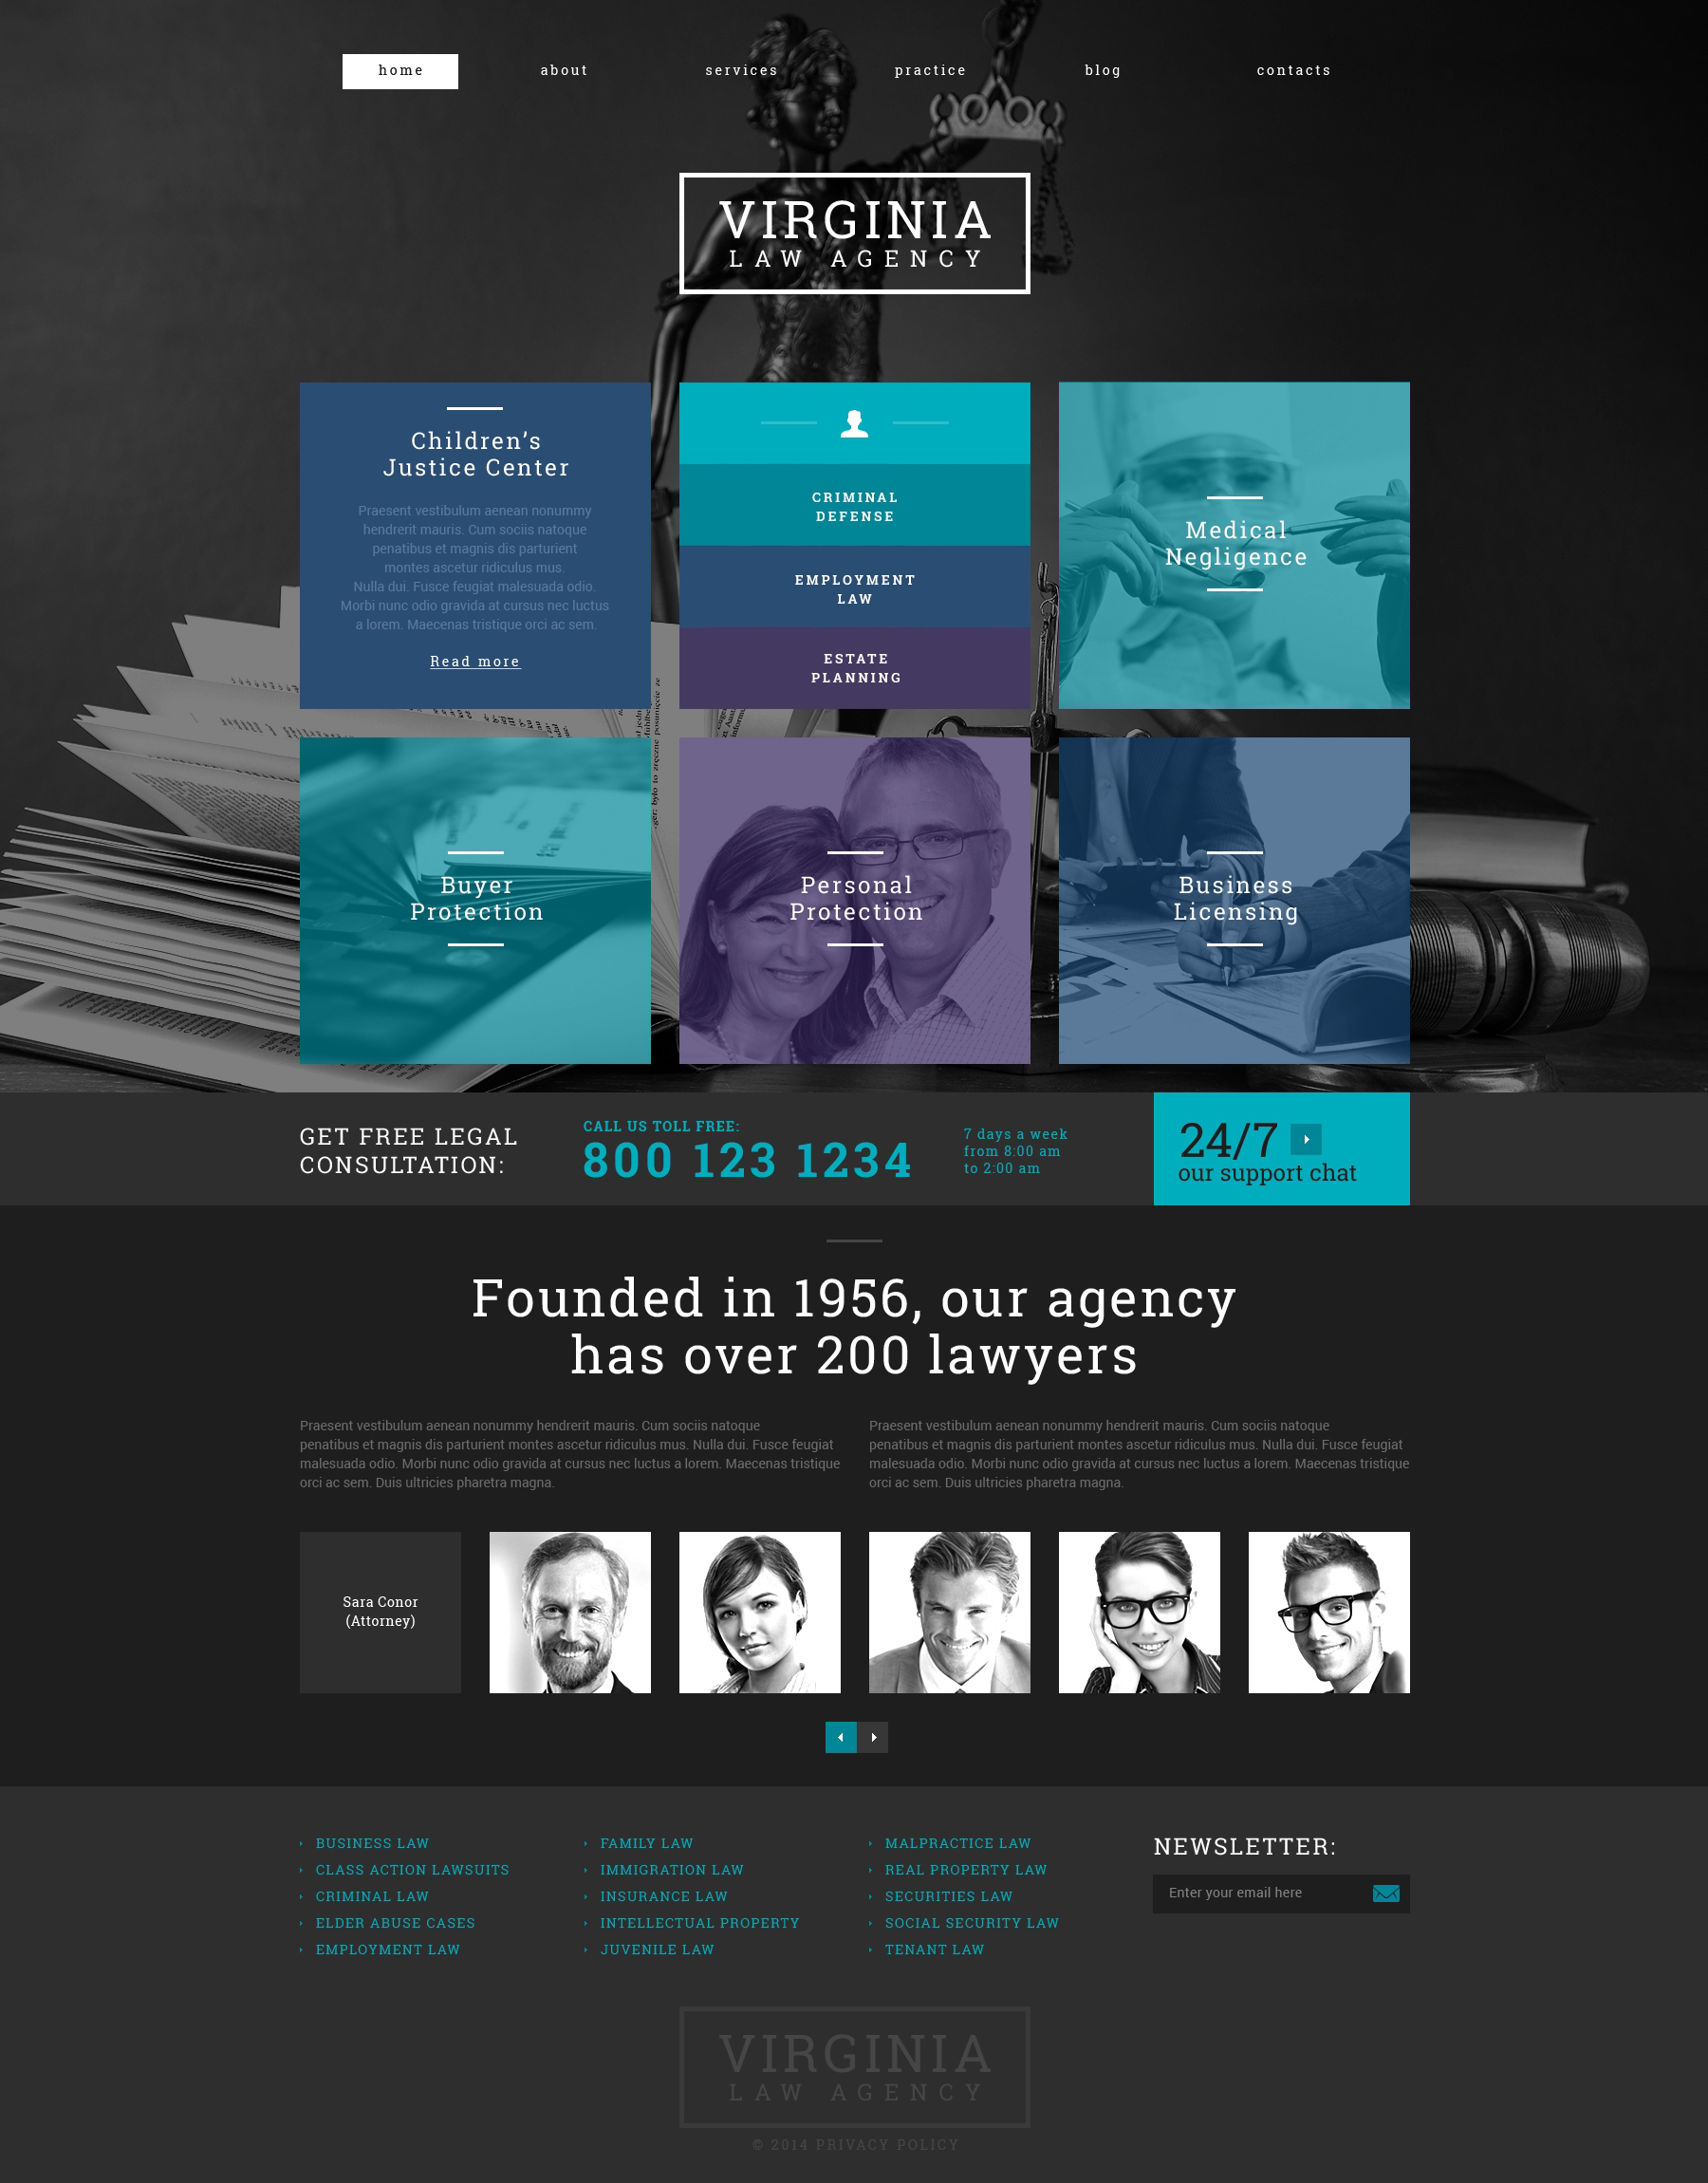 home
about
services
practice
blog
contacts
VIRGINIA
LAW AGENCY
Children's
Justice Center
Praesent vestibulum aenean nonummy
hendrerit mauris. Cum sociis natoque
penatibus et magnis dis parturient
montes ascetur ridiculus mus.
Nulla dui. Fusce feugiat malesuada odio.
Morbi nunc odio gravida at cursus nec luctus
a lorem. Maecenas tristique orci ac sem.
Read more
CRIMINAL
DEFENSE
EMPLOYMENT
LAW
ESTATE
PLANNING
Medical
Negligence
Buyer
Protection
Personal
Protection
Business
Licensing
GET FREE LEGAL
CONSULTATION:
CALL US TOLL FREE:
800 123 1234
7 days a week
from 8:00 am
to 2:00 am
24/7
our support chat
Founded in 1956, our agency
has over 200 lawyers
Praesent vestibulum aenean nonummy hendrerit mauris. Cum sociis natoque
penatibus et magnis dis parturient montes ascetur ridiculus mus. Nulla dui. Fusce feugiat
malesuada odio. Morbi nunc odio gravida at cursus nec luctus a lorem. Maecenas tristique
orci ac sem. Duis ultricies pharetra magna.
Praesent vestibulum aenean nonummy hendrerit mauris. Cum sociis natoque
penatibus et magnis dis parturient montes ascetur ridiculus mus. Nulla dui. Fusce feugiat
malesuada odio. Morbi nunc odio gravida at cursus nec luctus a lorem. Maecenas tristique
orci ac sem. Duis ultricies pharetra magna.
Sara Conor
(Attorney)
BUSINESS LAW
CLASS ACTION LAWSUITS
CRIMINAL LAW
ELDER ABUSE CASES
EMPLOYMENT LAW
FAMILY LAW
IMMIGRATION LAW
INSURANCE LAW
INTELLECTUAL PROPERTY
JUVENILE LAW
MALPRACTICE LAW
REAL PROPERTY LAW
SECURITIES LAW
SOCIAL SECURITY LAW
TENANT LAW
NEWSLETTER:
Enter your email here
VIRGINIA
LAW AGENCY
© 2014 PRIVACY POLICY